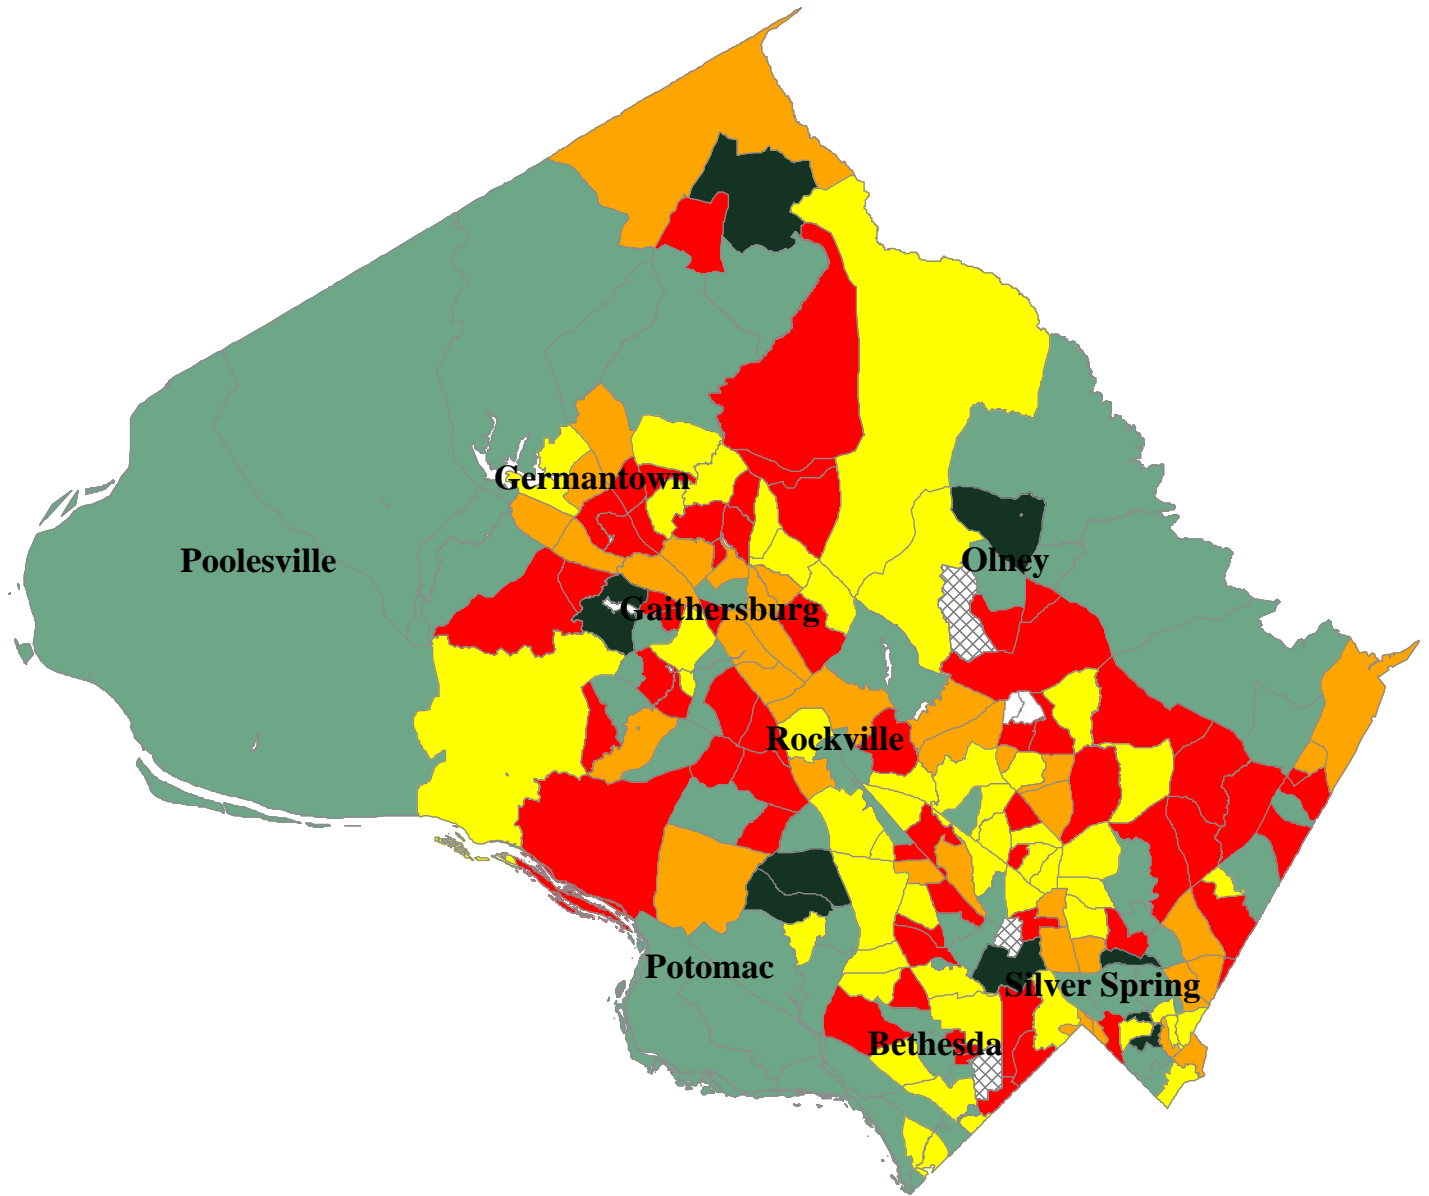 Germantown
Poolesville
Olney
Gaithersburg
Rockville
Potomac
Silver Spring
Bethesda